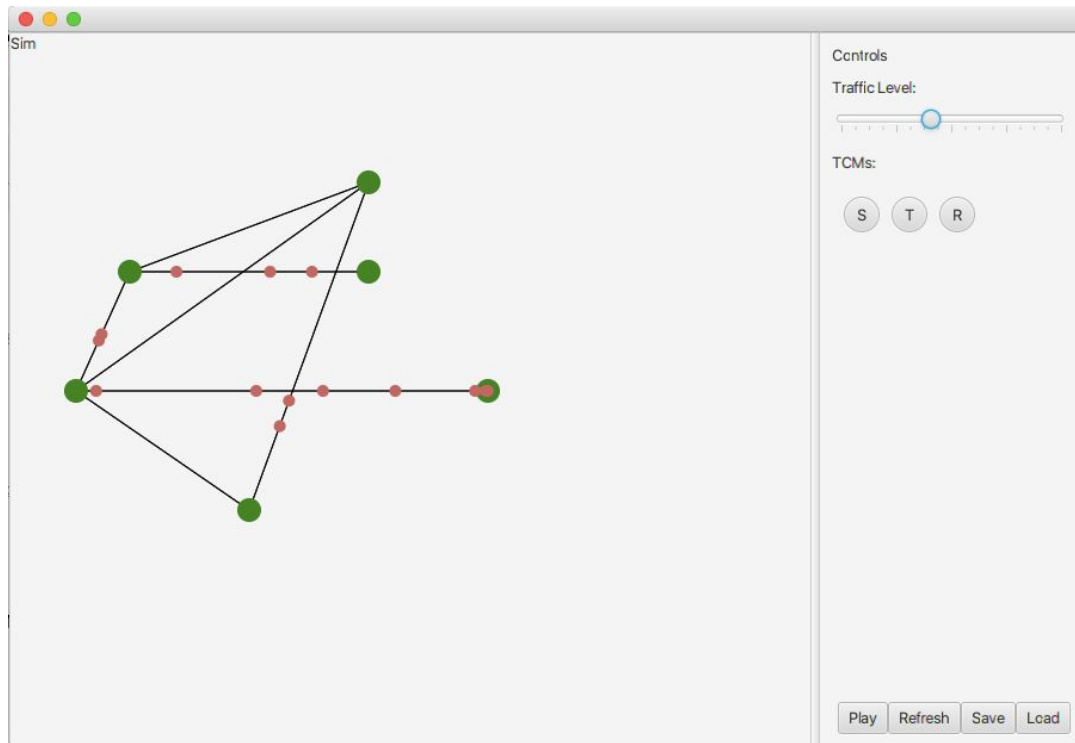 Sim
Controls
Traffic Level:
TCMs:
S T R
Play Refresh Save Load